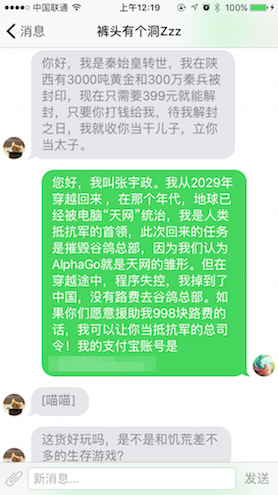 中国联通 上午12:19
消息 裤头有个洞Zzz
你好，我是秦始皇转世，我在陕
西有3000吨黄金和300万秦兵被
封印，现在只需要399元就能解
封，只要你打钱给我，待我解封
之日，我就收你当干儿子，立你
当太子。
您好，我叫张宇政。我从2029年
穿越回来 ，在那个年代，地球已
经被电脑“天网”统治，我是人类
抵抗军的首领，此次回来的任务
是摧毁谷鸽总部，因为我们认为
AlphaGo就是天网的雏形。但在
穿越途中，程序失控，我掉到了
中国，没有路费去谷鸽总部。如
果你们愿意援助我998块路费的
话，我可以让你当抵抗军的总司
令！我的支付宝账号是
[喵喵]
这货好玩吗，是不是和饥荒差不
多的生存游戏？
新消息... 发送